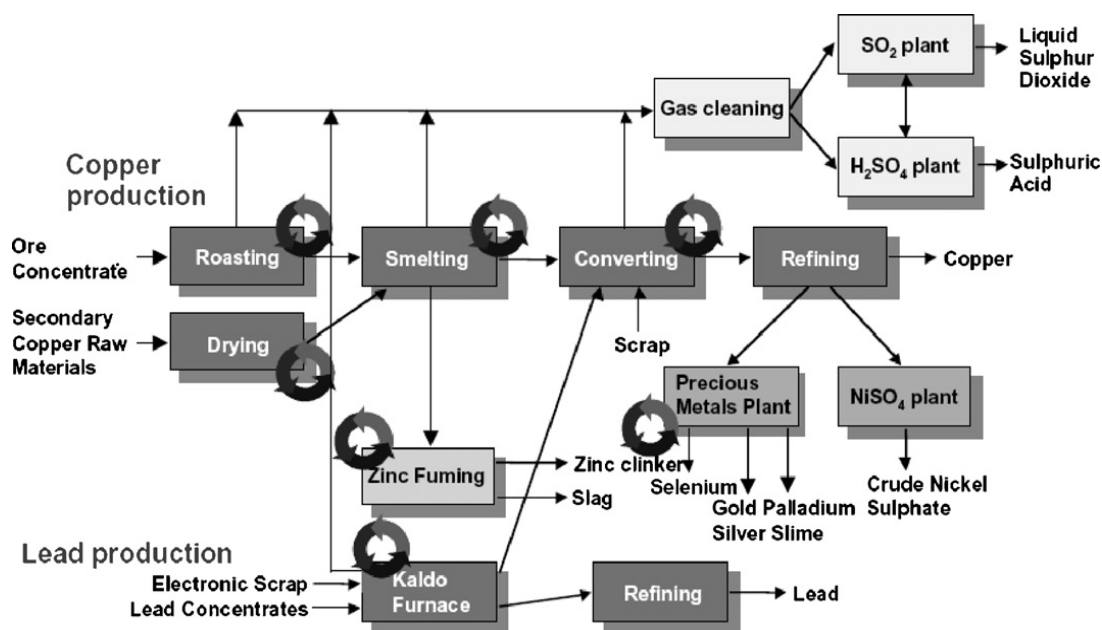 SO2 plant
Liquid
Sulphur
Dioxide
Gas cleaning
H2SO4 plant
Sulphuric
Acid
Copper
production
Ore
Concentrate
Roasting
Smelting
Converting
Refining
Copper
Secondary
Copper Raw
Materials
Drying
Scrap
Precious
Metals Plant
NiSO4 plant
Zinc Fuming
Zinc clinker
Slag
Selenium
Gold Palladium
Silver Slime
Crude Nickel
Sulphate
Lead production
Electronic Scrap
Lead Concentrates
Kaldo
Furnace
Refining
Lead